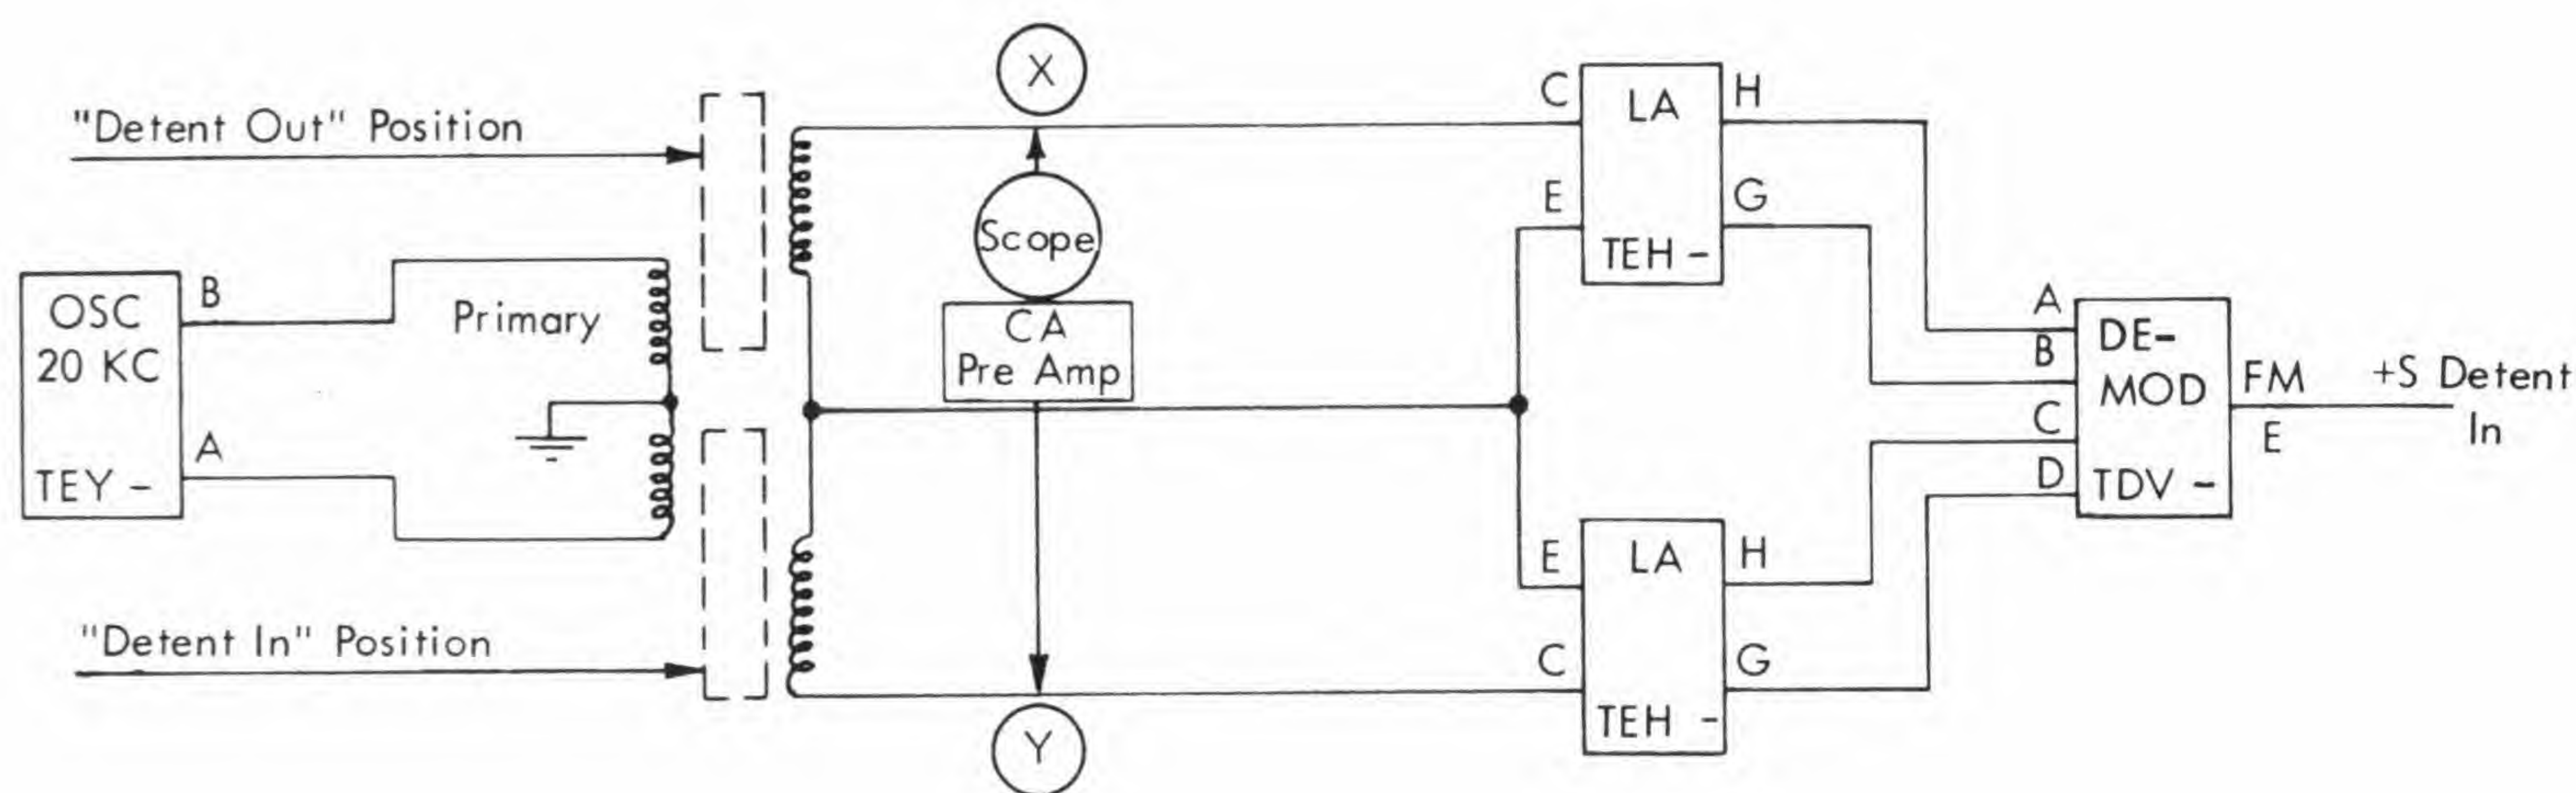 X
"Detent Out" Position
C
LA
H
E
G
TEH -
Scope
OSC
20 KC
TEY -
B
A
Primary
CA
Pre Amp
A
B
C
D
DE-
MOD
TDV -
FM
E
+S Detent
In
"Detent In" Position
E
LA
H
C
G
TEH -
Y